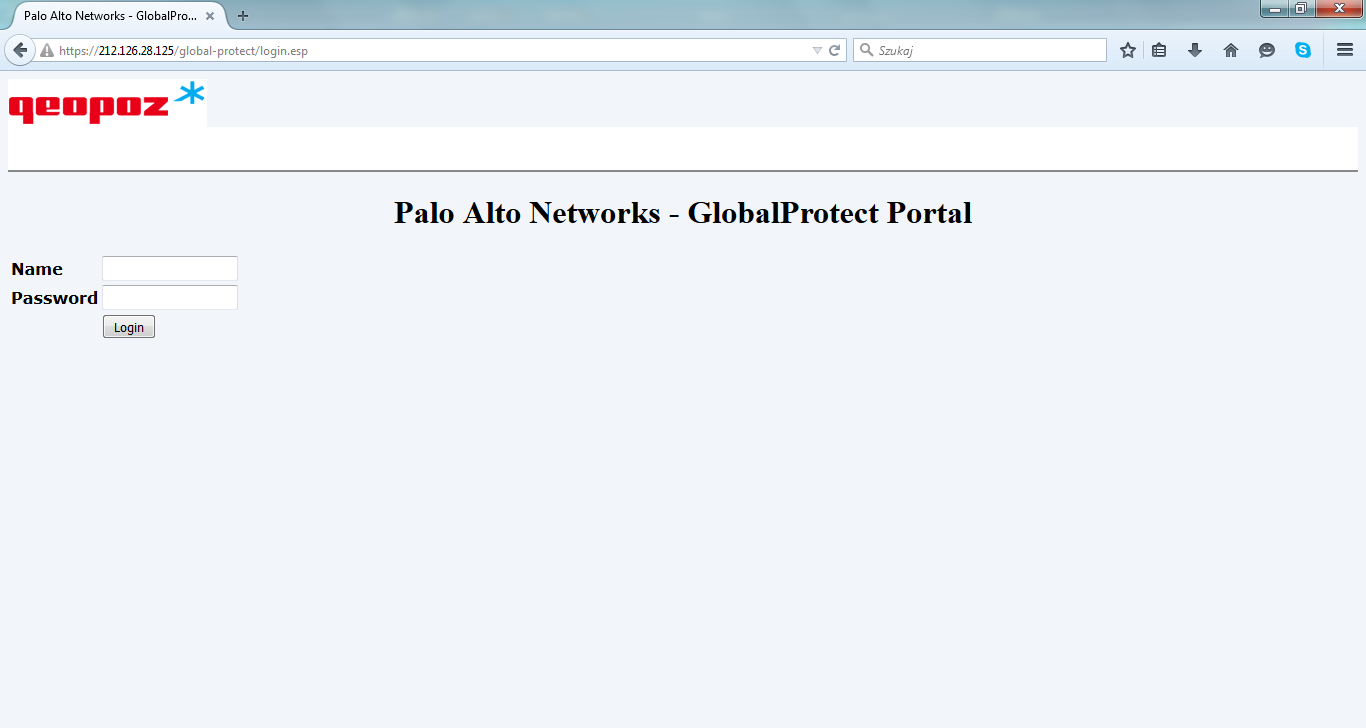 Palo Alto Networks - GlobalPro...
https://212.126.28.125/global-protect/login.esp
Szukaj
geopoz
Palo Alto Networks - GlobalProtect Portal
Name
Password
Login